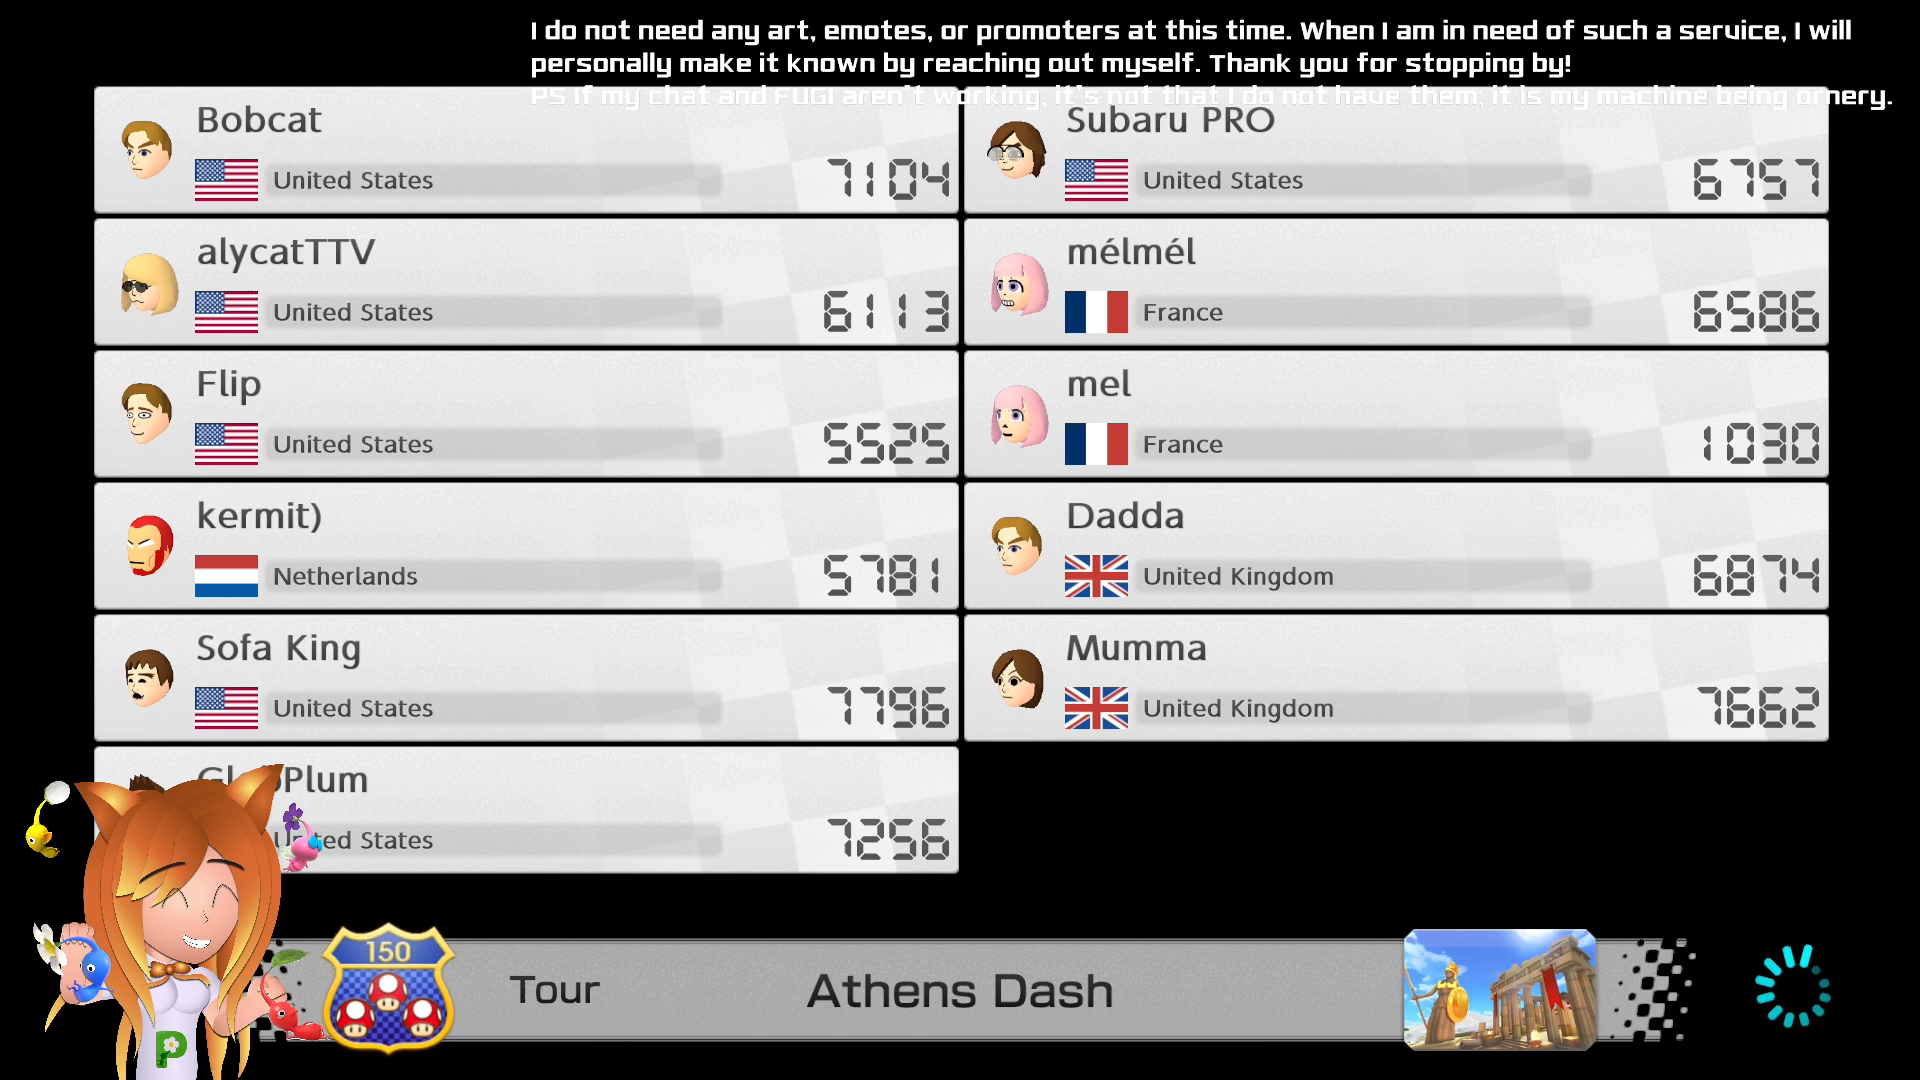 I do not need any art, emotes, or promoters at this time. When I am in need of such a service, I will
personally make it known by reaching out myself. Thank you for stopping by!
PS If my chat and FUGI aren't working, it's not that I do not have them; it is my machine being ornery.
Bobcat
United States
7104
Subaru PRO
United States
6757
alycatTTV
United States
6113
mélmél
France
6586
Flip
United States
5525
mel
France
1030
kermit)
Netherlands
5781
Dadda
United Kingdom
6874
Sofa King
United States
7796
Mumma
United Kingdom
7662
United States
7256
150
Tour
Athens Dash
P